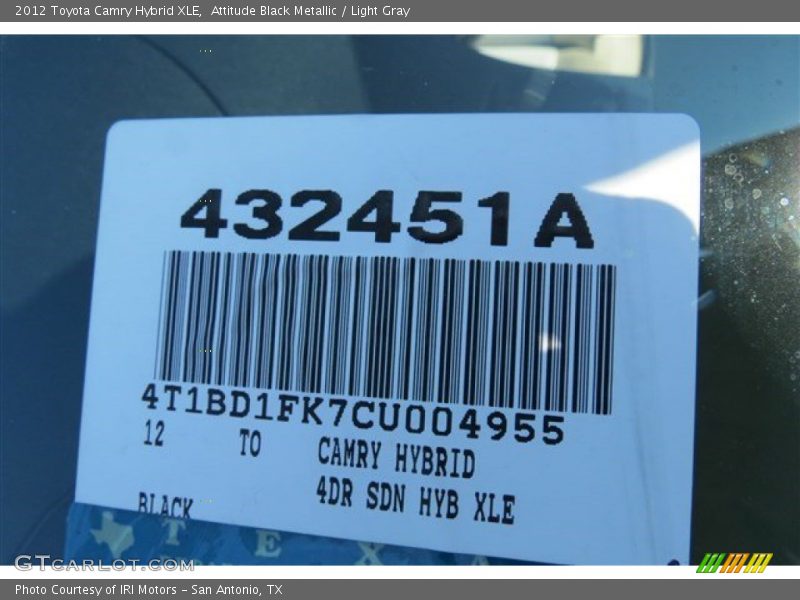 2012 Toyota Camry Hybrid XLE,  Attitude Black Metallic / Light Gray
432451A
4T1BD1FK7CU004955
12 TO CAMRY HYBRID
4DR SDN HYB XLE
BLACK
T E X A
GTCarlot.com
Photo Courtesy of IRI Motors – San Antonio, TX